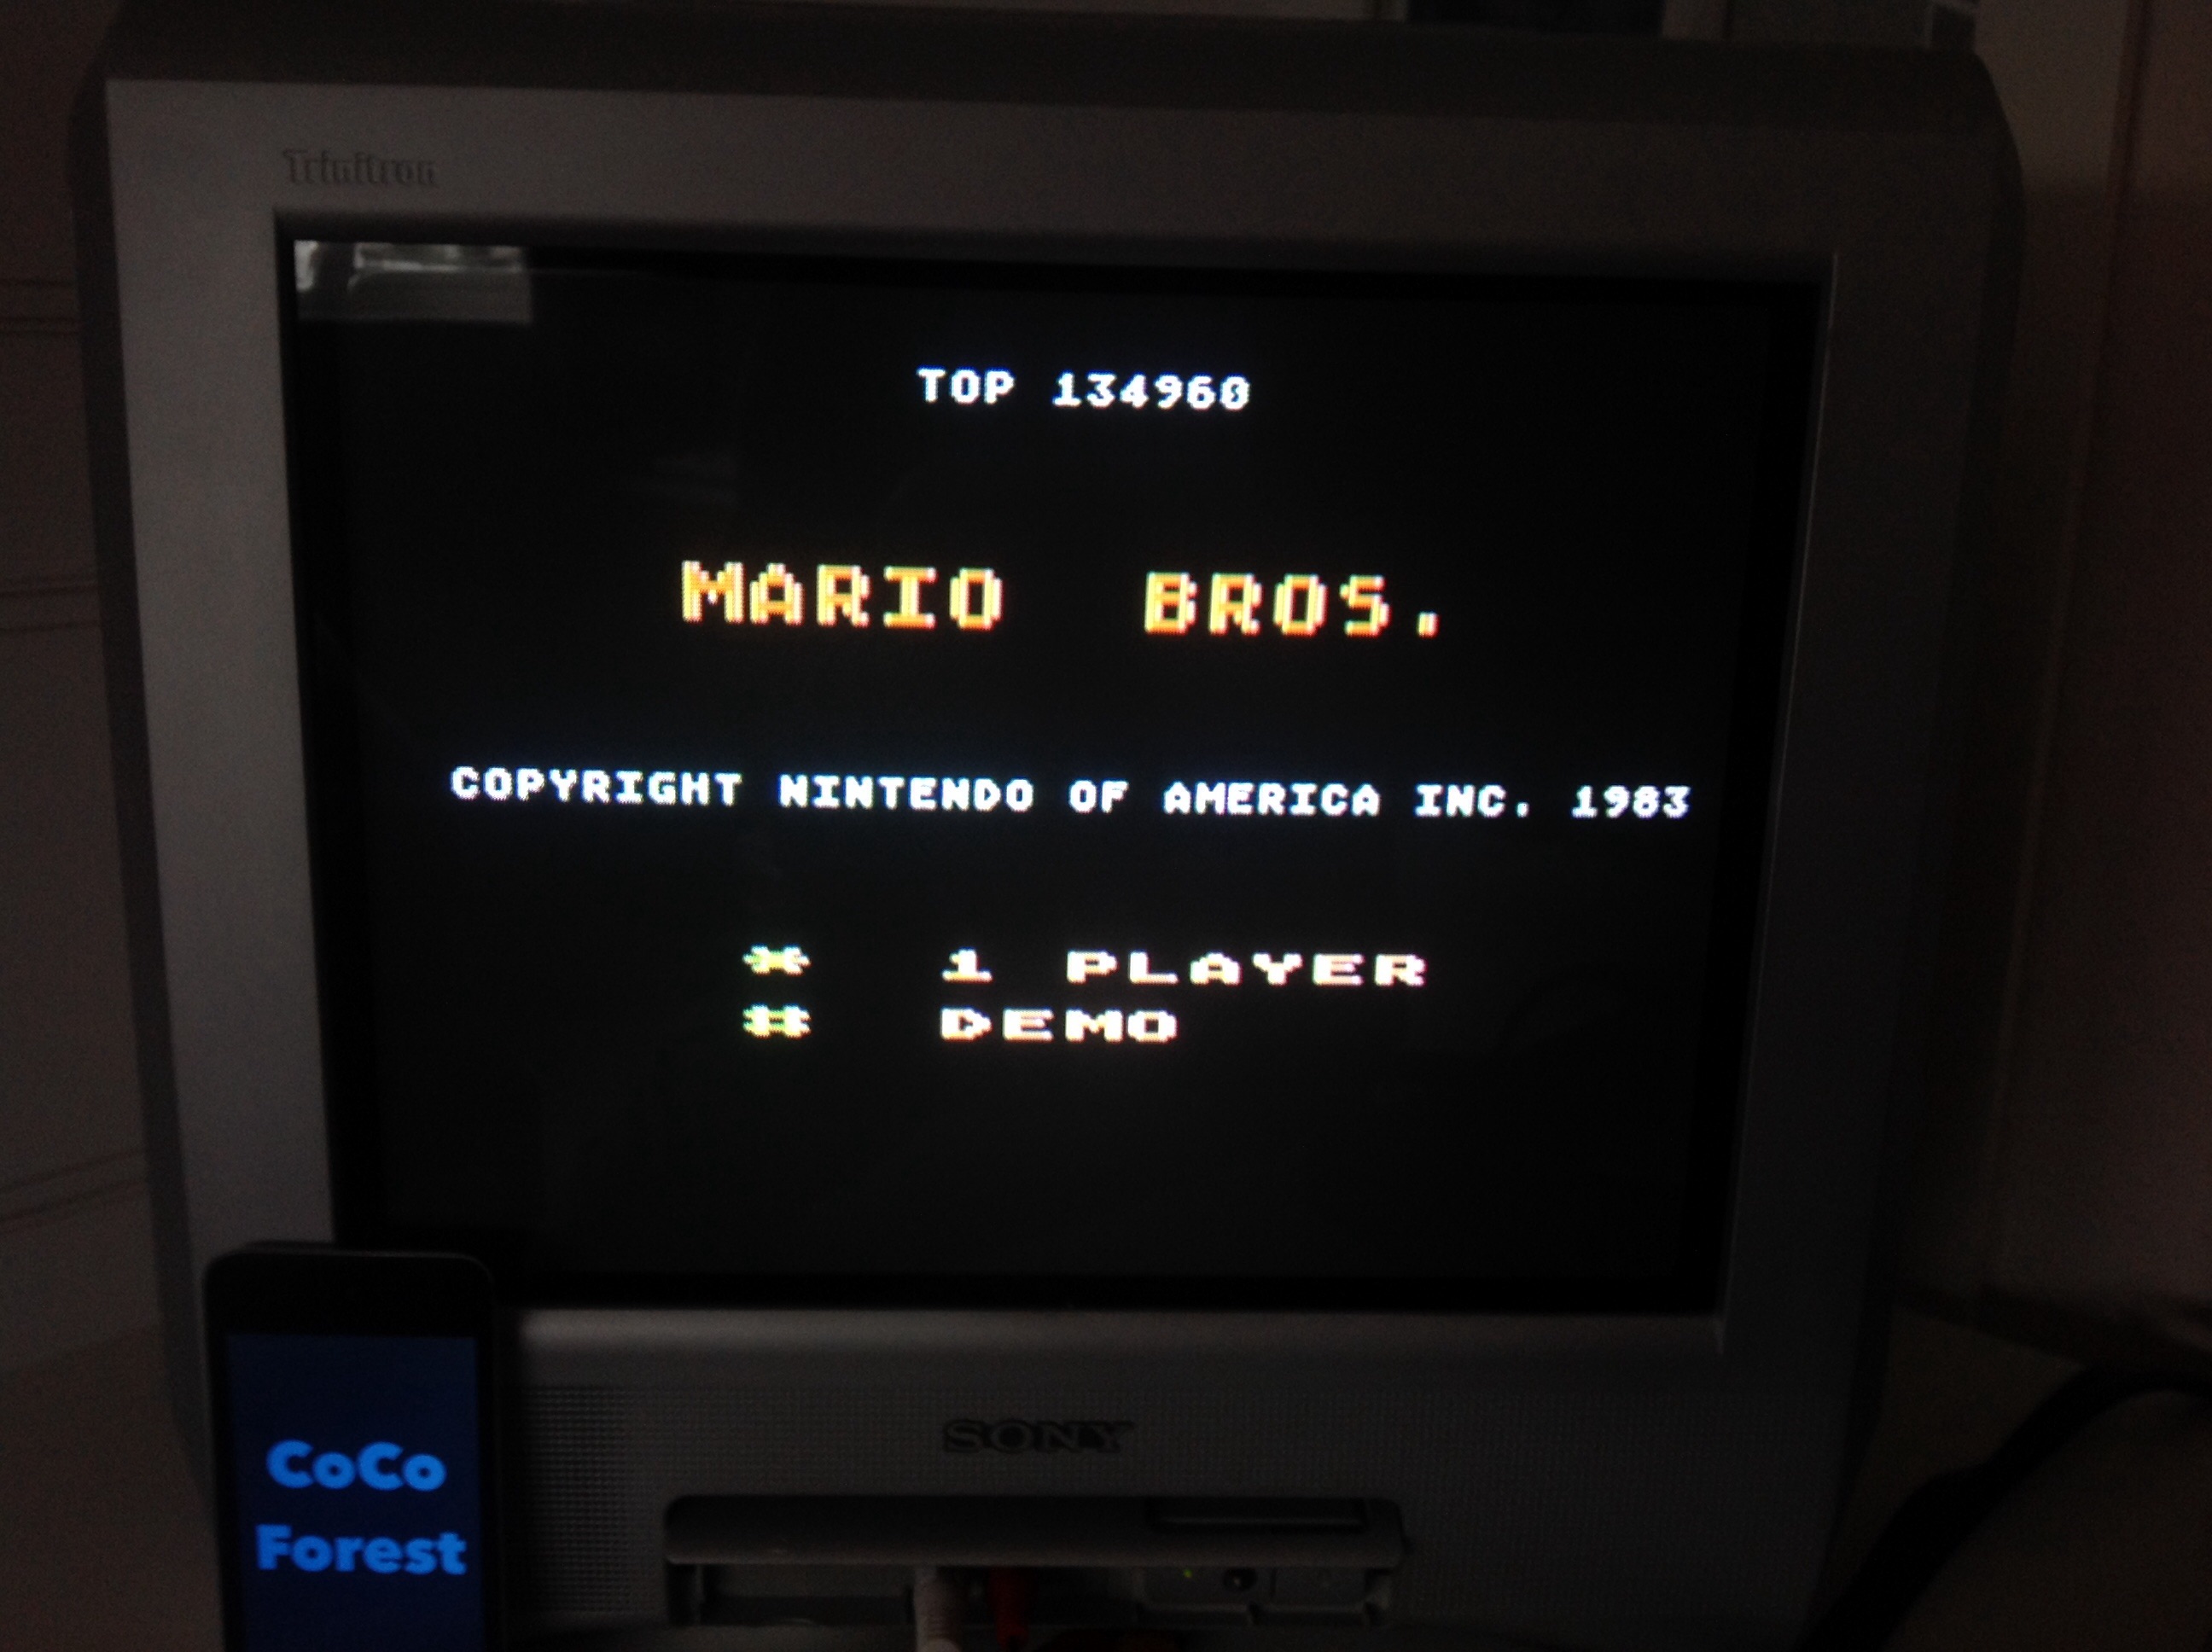 Trinitron
TOP 134960
MARIO BROS.
COPYRIGHT NINTENDO OF AMERICA INC. 1983
* 1 PLAYER
# DEMO
SONY
CoCo
Forest